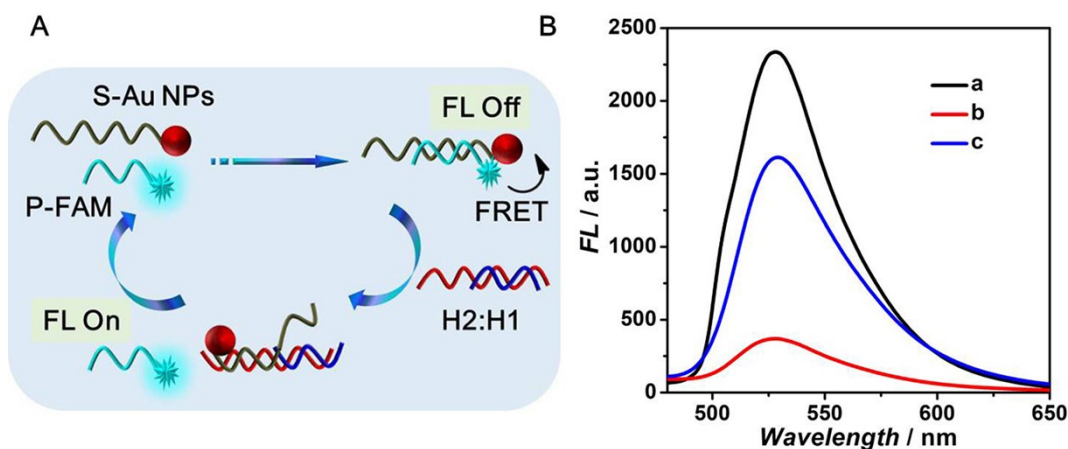 A
S-Au NPs
P-FAM
FL Off
FRET
H2:H1
FL On
B
2500
2000
1500
1000
500
0
FL / a.u.
a
b
c
500
550
600
650
Wavelength / nm